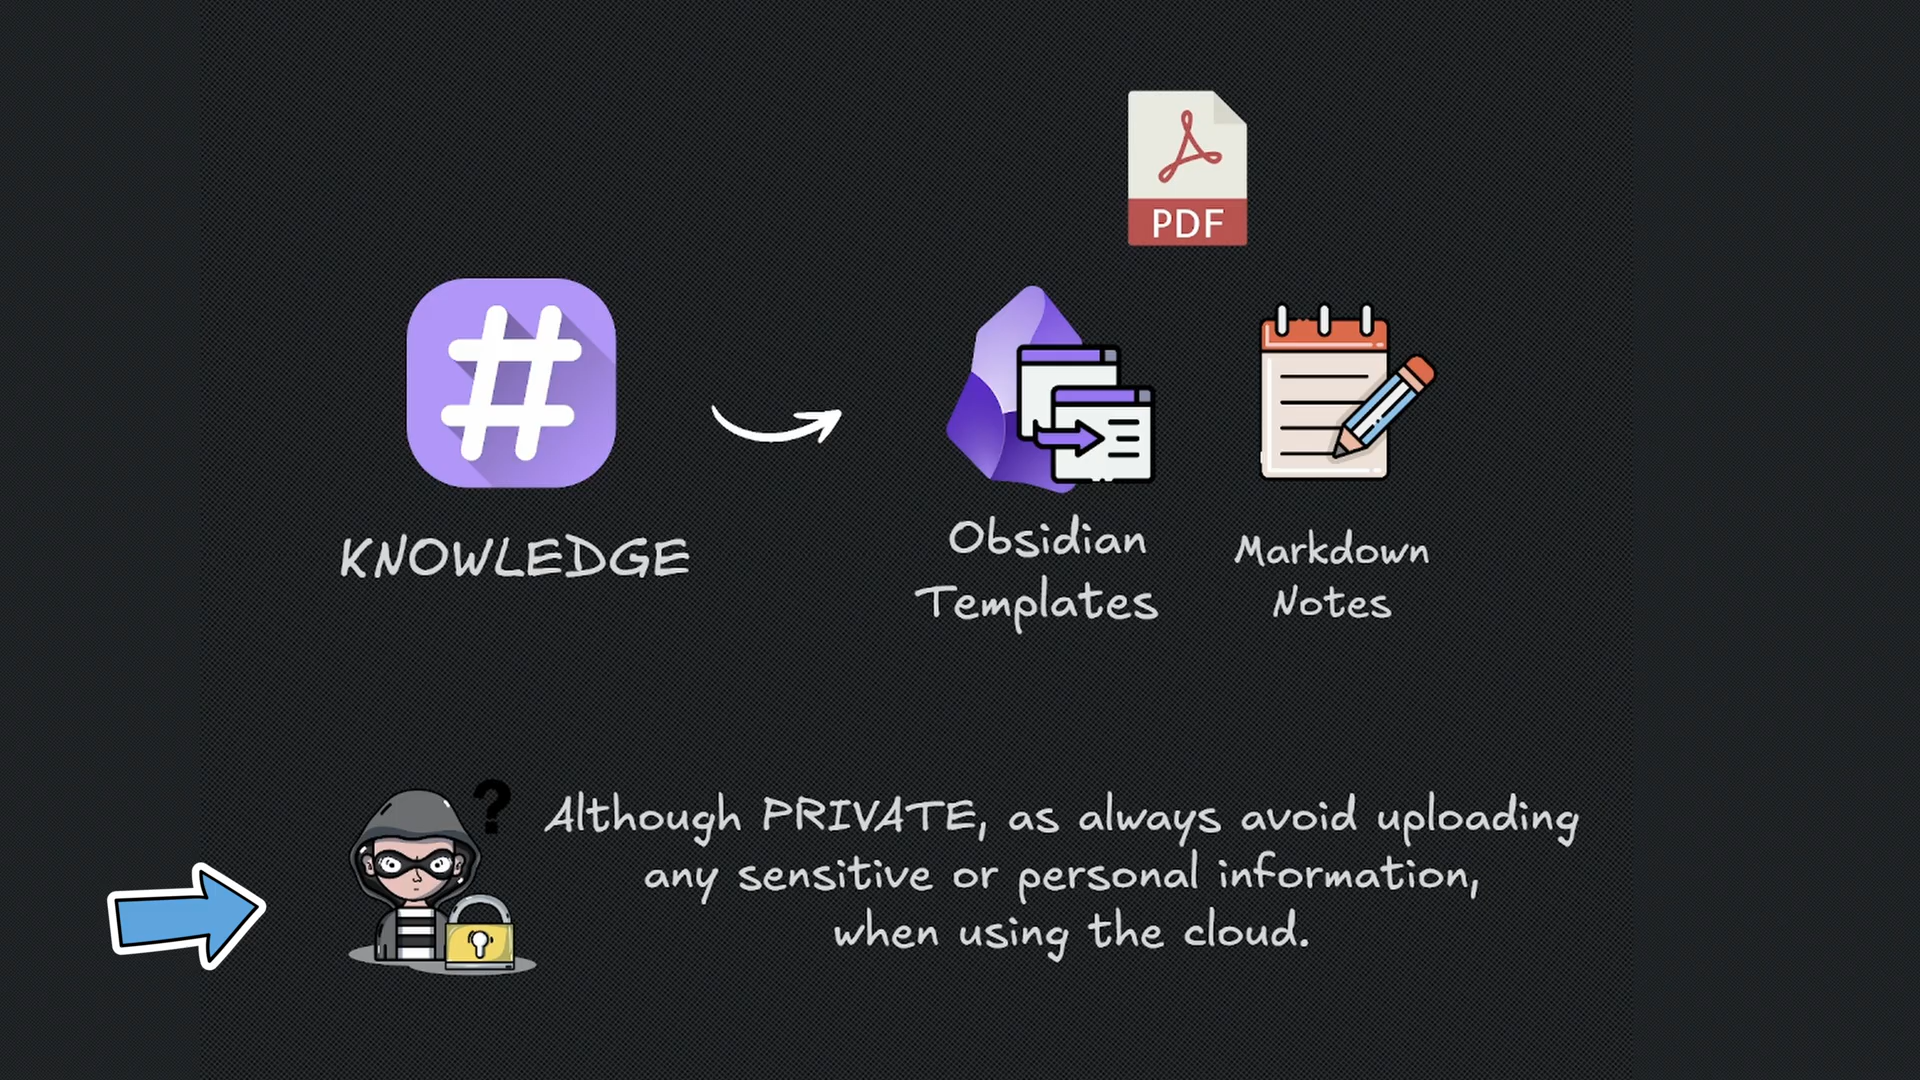 PDF
#
KNOWLEDGE
Obsidian
Templates
Markdown
Notes
?
Although PRIVATE, as always avoid uploading
any sensitive or personal information,
when using the cloud.